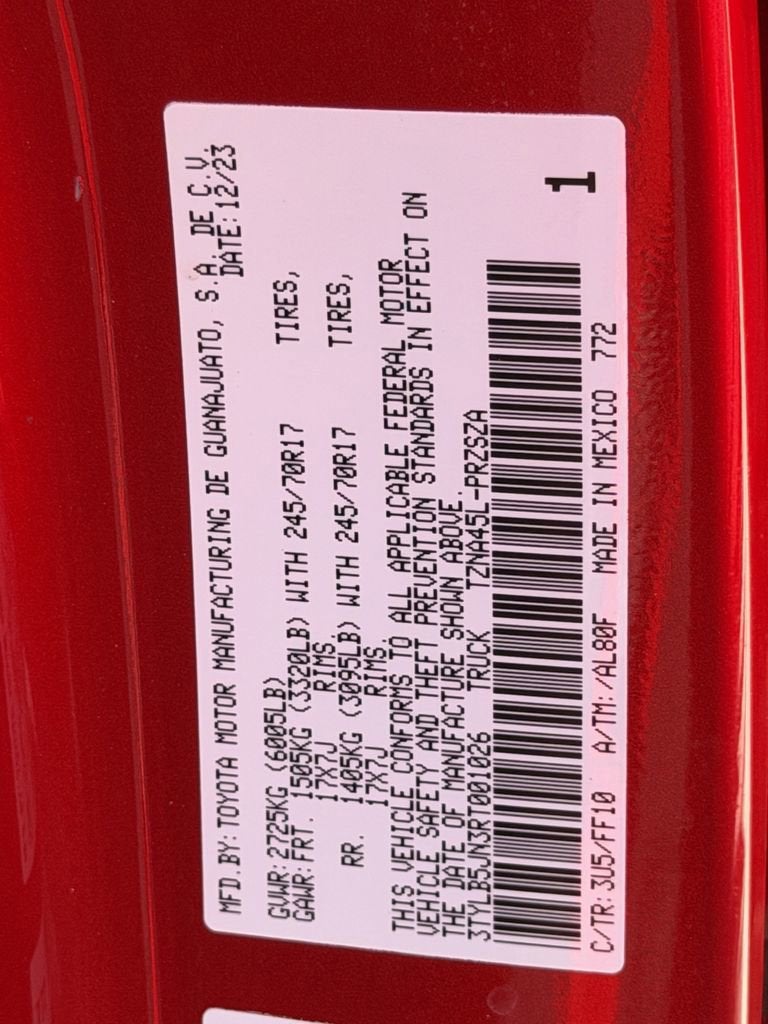 MFD.BY: TOYOTA MOTOR MANUFACTURING DE GUANAJUATO, S.A. DE C.V.
DATE: 12/23
GVWR: 2725KG (6005LB)
GAWR: FRT. 1505KG (3320LB) WITH 245/70R17 TIRES,
17X7J RIMS.
RR. 1405KG (3095LB) WITH 245/70R17 TIRES,
17X7J RIMS
THIS VEHICLE CONFORMS TO ALL APPLICABLE FEDERAL MOTOR
VEHICLE SAFETY AND THEFT PREVENTION STANDARDS IN EFFECT ON
THE DATE OF MANUFACTURE SHOWN ABOVE.
3TYLB5JN3RT001026 TRUCK TZNA45L-PRZSZA
1
C/TR: 3U5/FF10 A/TM: /AL80F MADE IN MEXICO 772